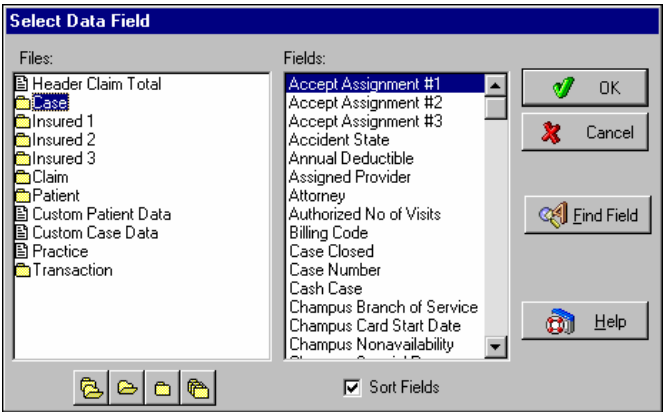 Select Data Field
Files:
Header Claim Total
Case
Insured 1
Insured 2
Insured 3
Claim
Patient
Custom Patient Data
Custom Case Data
Practice
Transaction
Fields:
Accept Assignment #1
Accept Assignment #2
Accept Assignment #3
Accident State
Annual Deductible
Assigned Provider
Attorney
Authorized No of Visits
Billing Code
Case Closed
Case Number
Cash Case
Champus Branch of Service
Champus Card Start Date
Champus Nonavailability
Sort Fields
OK
Cancel
Find Field
Help